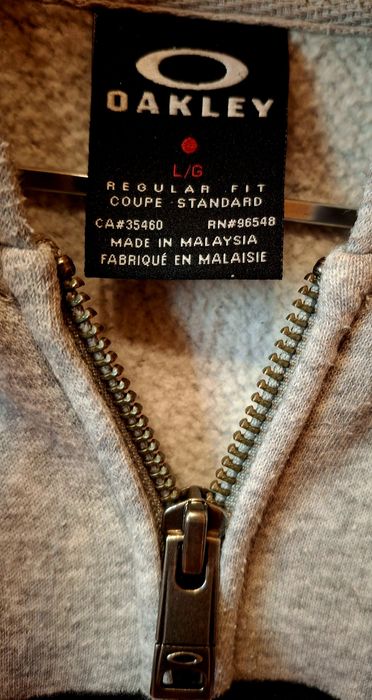 OAKLEY
L/G
REGULAR FIT
COUPE STANDARD
CA#35460 RN#96548
MADE IN MALAYSIA
FABRIQUÉ EN MALAISIE